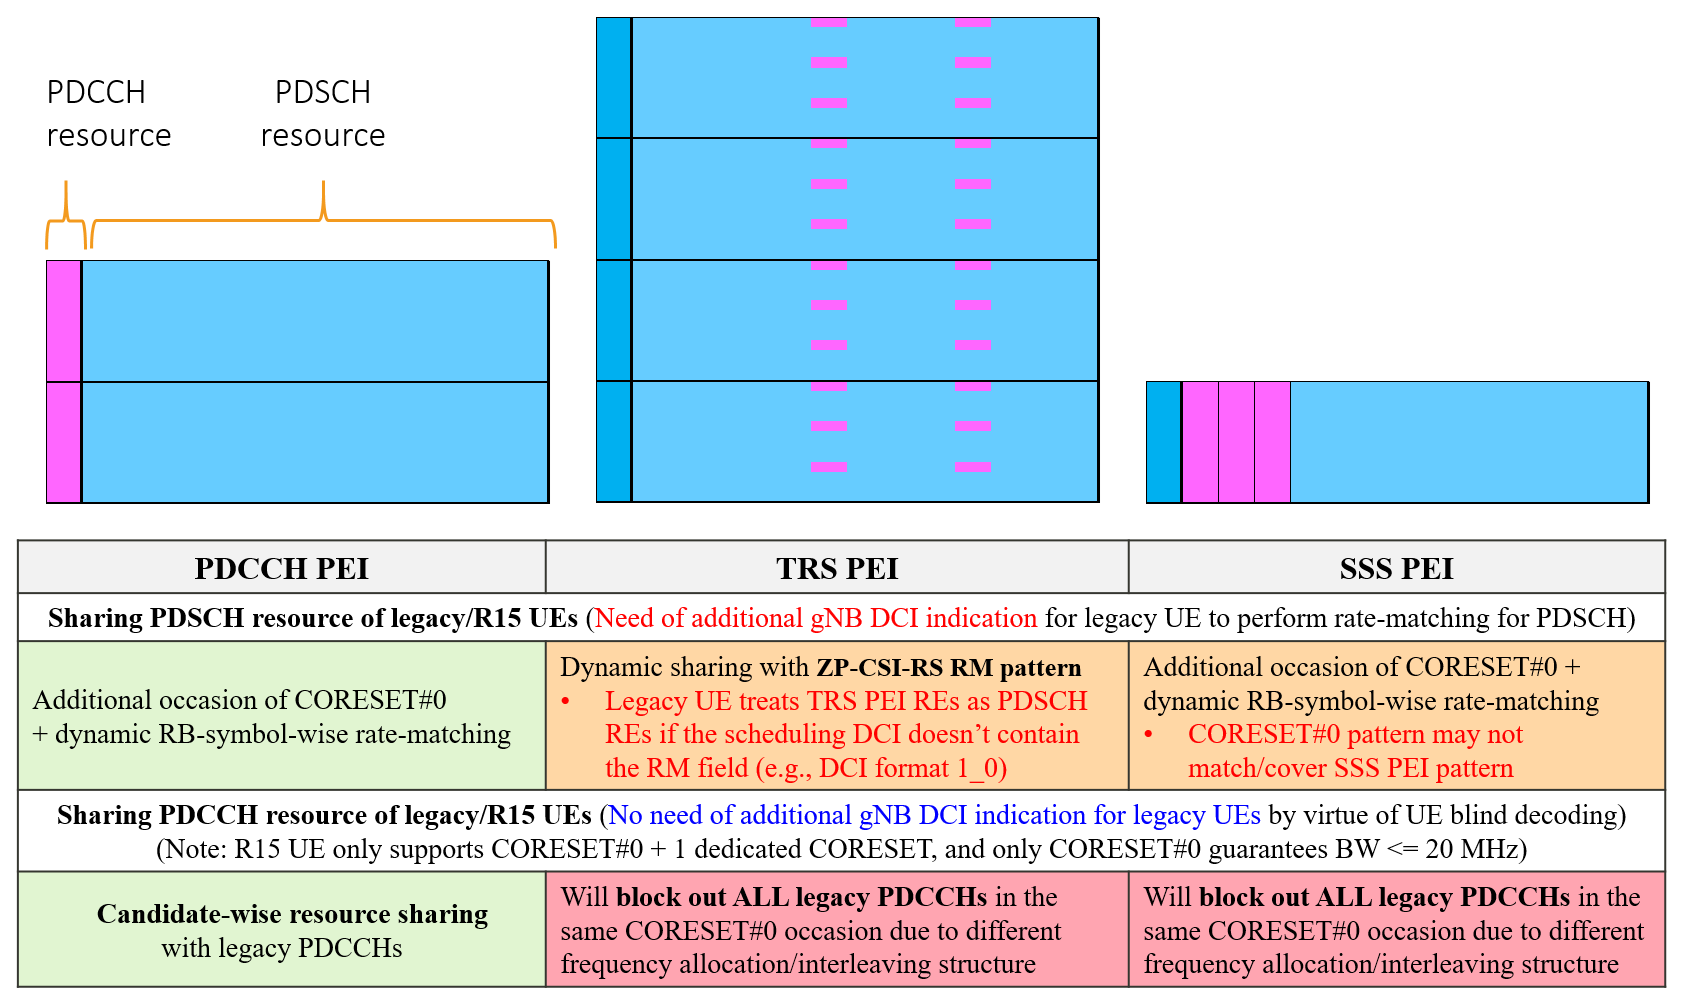 PDCCH
resource
PDSCH
resource
PDCCH PEI
TRS PEI
SSS PEI
Sharing PDSCH resource of legacy/R15 UEs (Need of additional gNB DCI indication for legacy UE to perform rate-matching for PDSCH)
Additional occasion of CORESET#0
+ dynamic RB-symbol-wise rate-matching
Dynamic sharing with ZP-CSI-RS RM pattern
• Legacy UE treats TRS PEI REs as PDSCH
REs if the scheduling DCI doesn’t contain
the RM field (e.g., DCI format 1_0)
Additional occasion of CORESET#0 +
dynamic RB-symbol-wise rate-matching
• CORESET#0 pattern may not
match/cover SSS PEI pattern
Sharing PDCCH resource of legacy/R15 UEs (No need of additional gNB DCI indication for legacy UEs by virtue of UE blind decoding)
(Note: R15 UE only supports CORESET#0 + 1 dedicated CORESET, and only CORESET#0 guarantees BW <= 20 MHz)
Candidate-wise resource sharing
with legacy PDCCHs
Will block out ALL legacy PDCCHs in the
same CORESET#0 occasion due to different
frequency allocation/interleaving structure
Will block out ALL legacy PDCCHs in the
same CORESET#0 occasion due to different
frequency allocation/interleaving structure